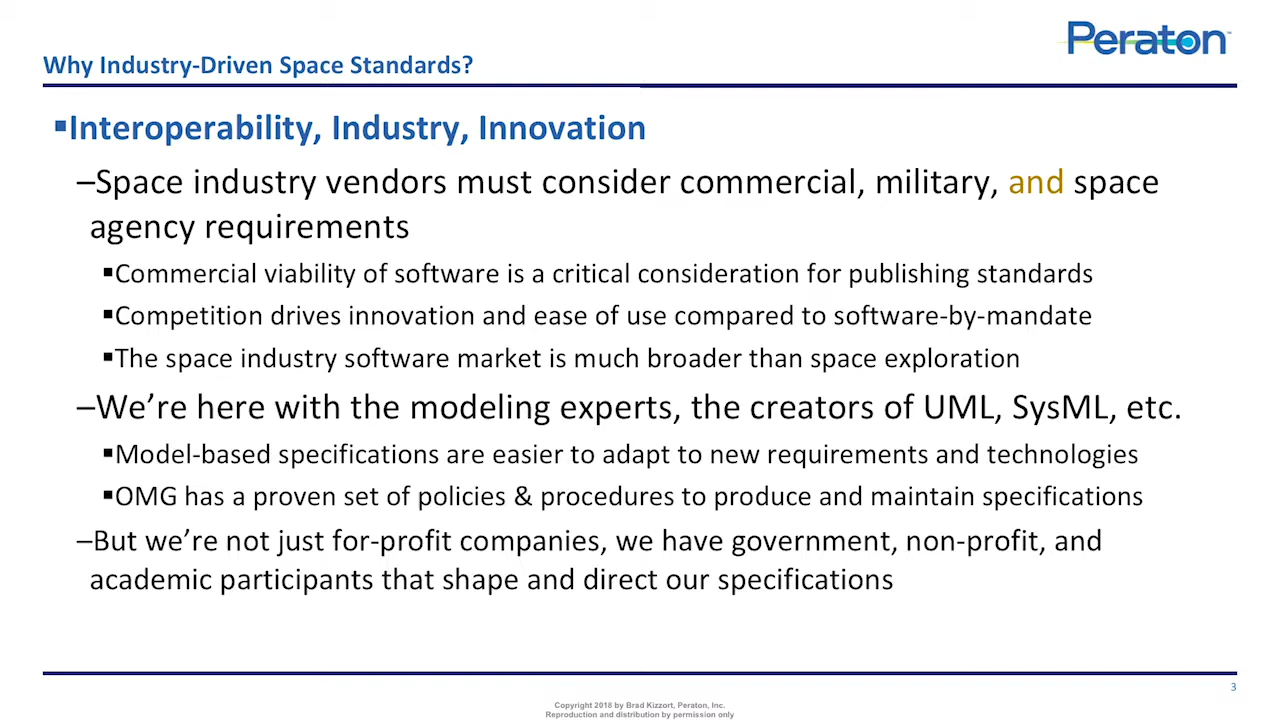 Peraton™
Why Industry-Driven Space Standards?
▪Interoperability, Industry, Innovation
–Space industry vendors must consider commercial, military, and space
agency requirements
▪Commercial viability of software is a critical consideration for publishing standards
▪Competition drives innovation and ease of use compared to software-by-mandate
▪The space industry software market is much broader than space exploration
–We’re here with the modeling experts, the creators of UML, SysML, etc.
▪Model-based specifications are easier to adapt to new requirements and technologies
▪OMG has a proven set of policies & procedures to produce and maintain specifications
–But we’re not just for-profit companies, we have government, non-profit, and
academic participants that shape and direct our specifications
3
Copyright 2018 by Brad Kizzort, Peraton, Inc.
Reproduction and distribution by permission only